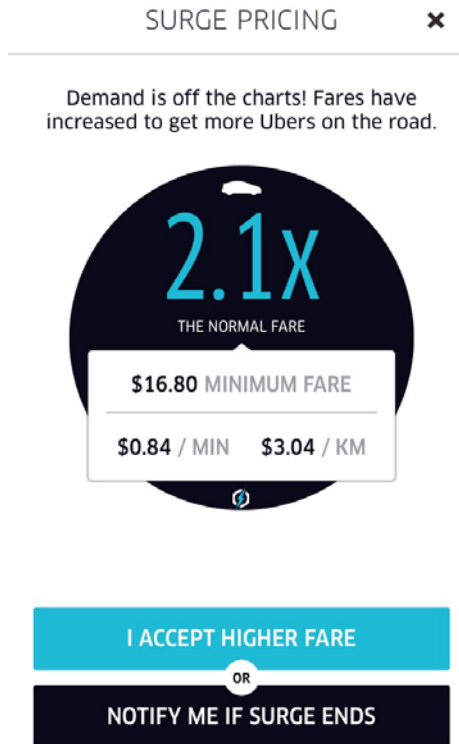 SURGE PRICING
Demand is off the charts! Fares have
increased to get more Ubers on the road.
2.1x
THE NORMAL FARE
$16.80 MINIMUM FARE
$0.84 / MIN $3.04 / KM
I ACCEPT HIGHER FARE
OR
NOTIFY ME IF SURGE ENDS